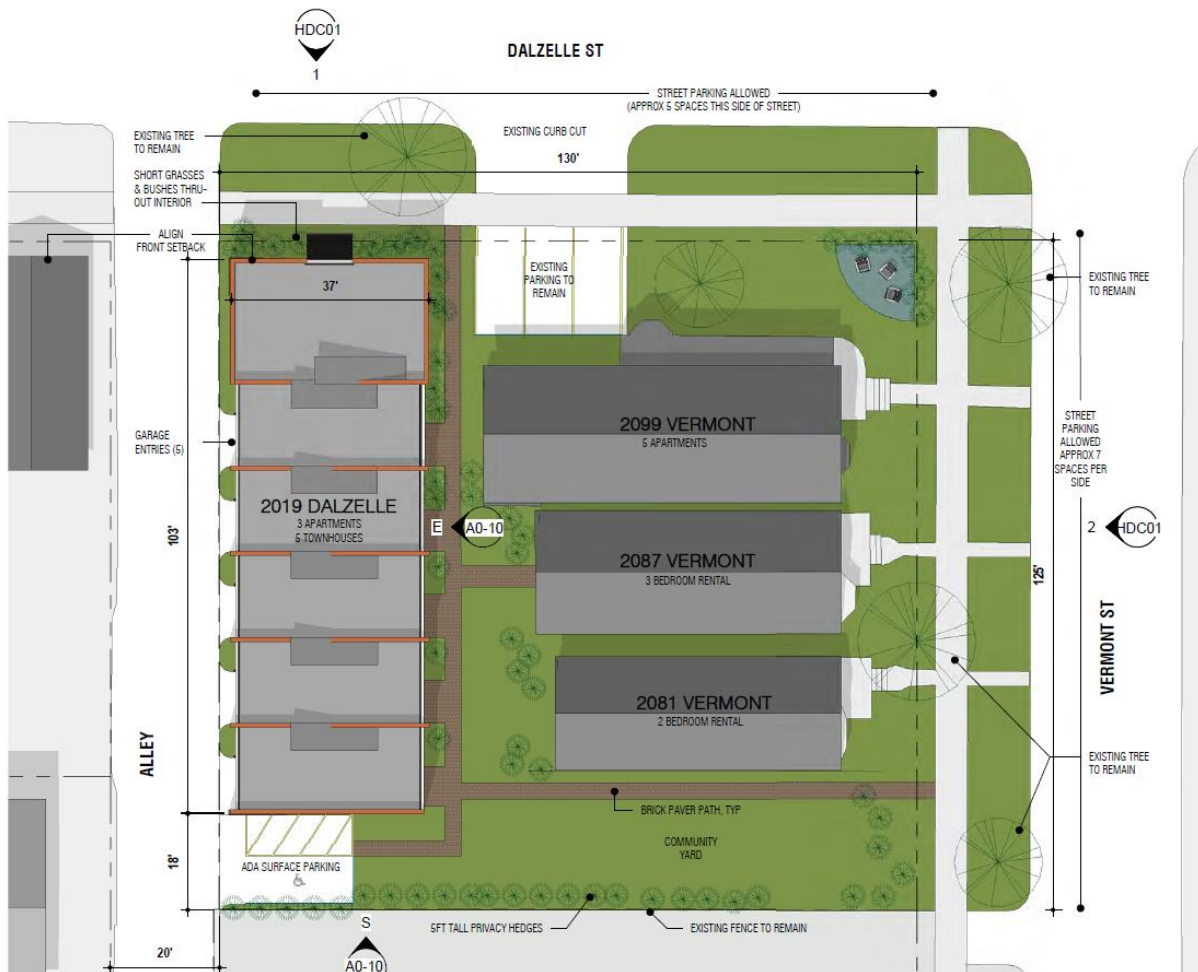 HDC01
1
DALZELLE ST
STREET PARKING ALLOWED
(APPROX 5 SPACES THIS SIDE OF STREET)
EXISTING TREE
TO REMAIN
EXISTING CURB CUT
130'
SHORT GRASSES
& BUSHES THRU-
OUT INTERIOR
ALIGN
FRONT SETBACK
37'
EXISTING
PARKING TO
REMAIN
EXISTING TREE
TO REMAIN
GARAGE
ENTRIES (5)
2099 VERMONT
5 APARTMENTS
STREET
PARKING
ALLOWED
APPROX 7
SPACES PER
SIDE
2019 DALZELLE
3 APARTMENTS
5 TOWNHOUSES
E
A0-10
2 HDC01
103'
2087 VERMONT
3 BEDROOM RENTAL
125'
VERMONT ST
2081 VERMONT
2 BEDROOM RENTAL
ALLEY
EXISTING TREE
TO REMAIN
BRICK PAVER PATH, TYP
COMMUNITY
YARD
18'
ADA SURFACE PARKING
5FT TALL PRIVACY HEDGES
EXISTING FENCE TO REMAIN
S
20'
A0-10